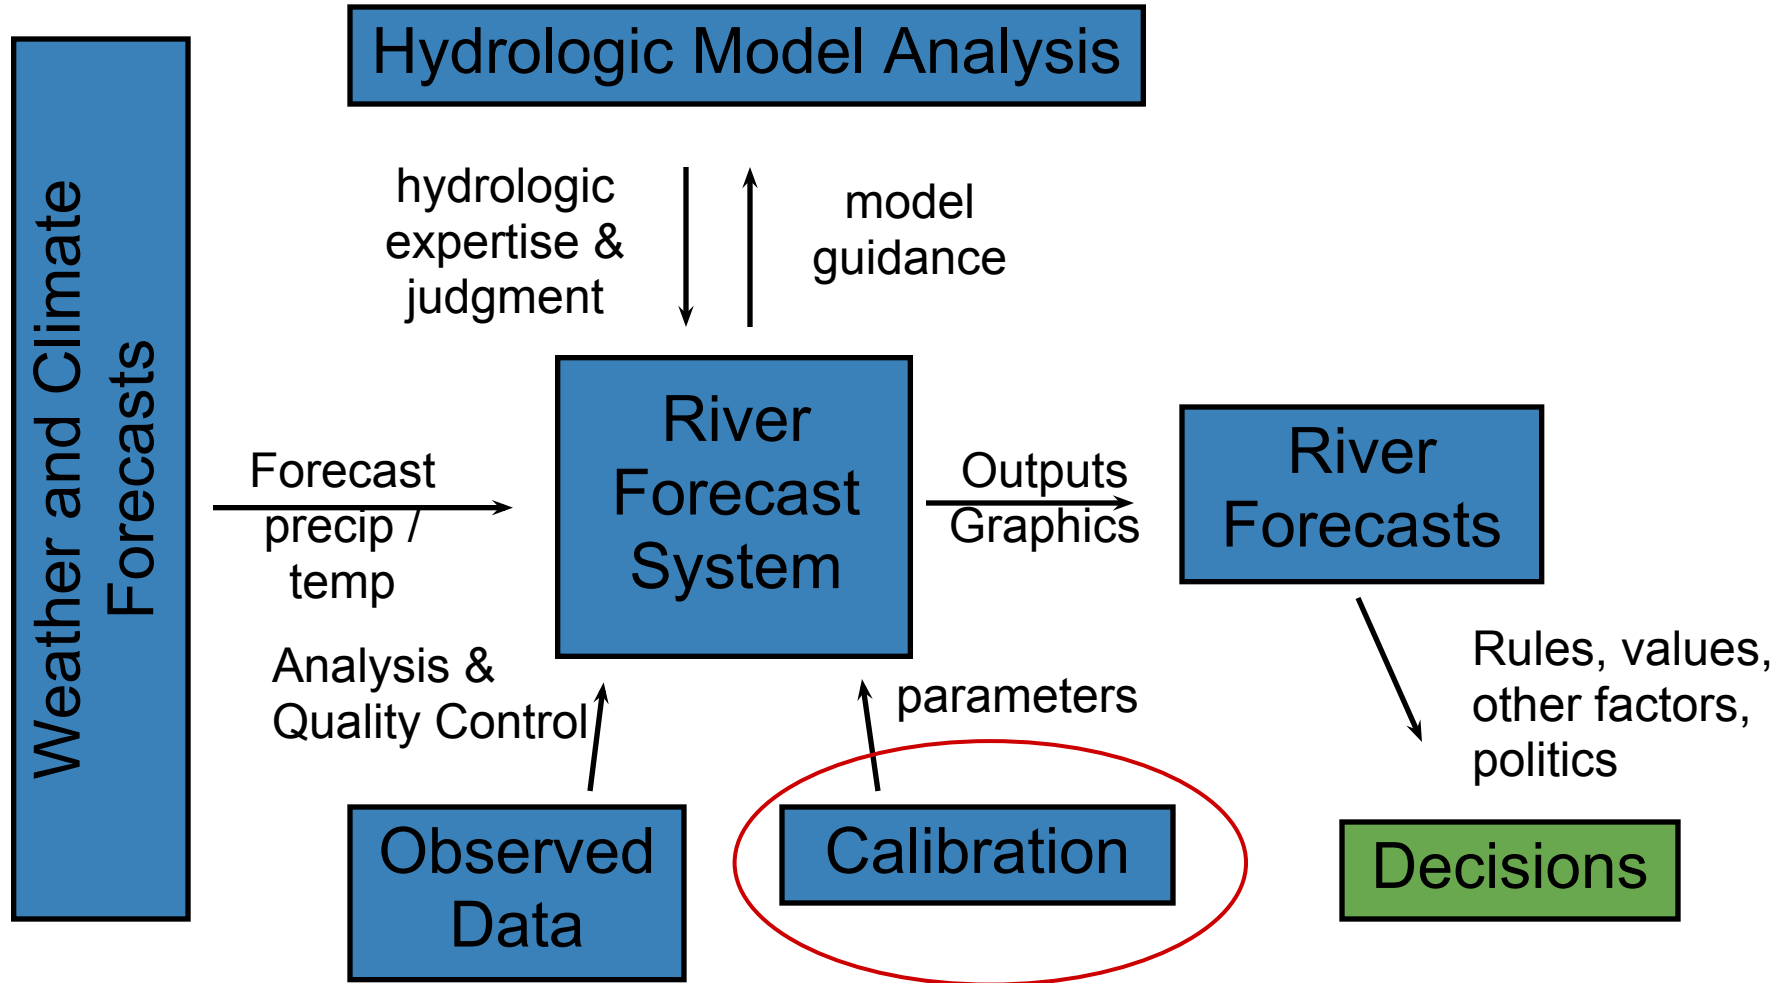 Hydrologic Model Analysis
Weather and Climate
Forecasts
hydrologic
expertise &
judgment
model
guidance
River
Forecast
System
Forecast
precip /
temp
Outputs
Graphics
River
Forecasts
Analysis &
Quality Control
parameters
Rules, values,
other factors,
politics
Observed
Data
Calibration
Decisions